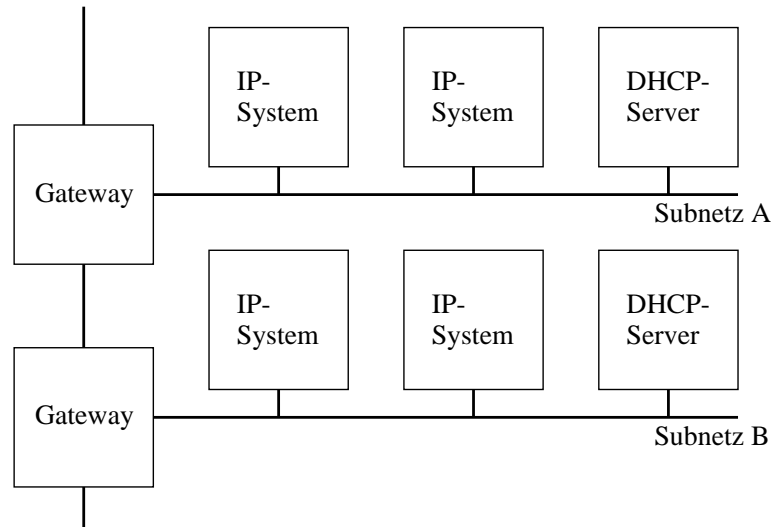 IP-
System
IP-
System
DHCP-
Server
Gateway
Subnetz A
IP-
System
IP-
System
DHCP-
Server
Gateway
Subnetz B